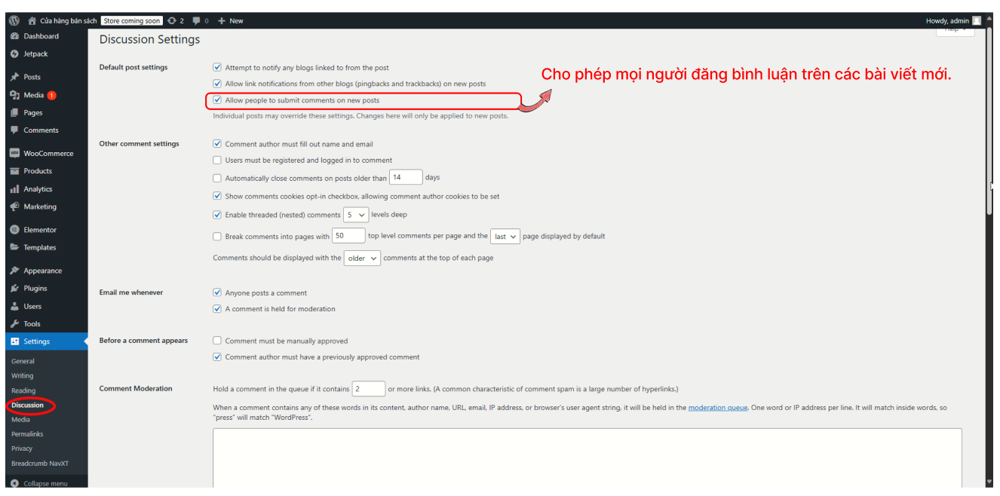 Cửa hàng bán sách Store coming soon 2 0 New Howdy, admin
Help
Dashboard
Jetpack
Posts
Media 1
Pages
Comments
WooCommerce
Products
Analytics
Marketing
Elementor
Templates
Appearance
Plugins
Users
Tools
Settings
General
Writing
Reading
Discussion
Media
Permalinks
Privacy
Breadcrumb NavXT
Collapse menu
Discussion Settings
Default post settings
Attempt to notify any blogs linked to from the post
Allow link notifications from other blogs (pingbacks and trackbacks) on new posts
Allow people to submit comments on new posts
Cho phép mọi người đăng bình luận trên các bài viết mới.
Individual posts may override these settings. Changes here will only be applied to new posts.
Other comment settings
Comment author must fill out name and email
Users must be registered and logged in to comment
Automatically close comments on posts older than 14 days
Show comments cookies opt-in checkbox, allowing comment author cookies to be set
Enable threaded (nested) comments 5 levels deep
Break comments into pages with 50 top level comments per page and the last page displayed by default
Comments should be displayed with the older comments at the top of each page
Email me whenever
Anyone posts a comment
A comment is held for moderation
Before a comment appears
Comment must be manually approved
Comment author must have a previously approved comment
Comment Moderation
Hold a comment in the queue if it contains 2 or more links. (A common characteristic of comment spam is a large number of hyperlinks.)
When a comment contains any of these words in its content, author name, URL, email, IP address, or browser's user agent string, it will be held in the moderation queue. One word or IP address per line. It will match inside words, so
"press" will match "WordPress".